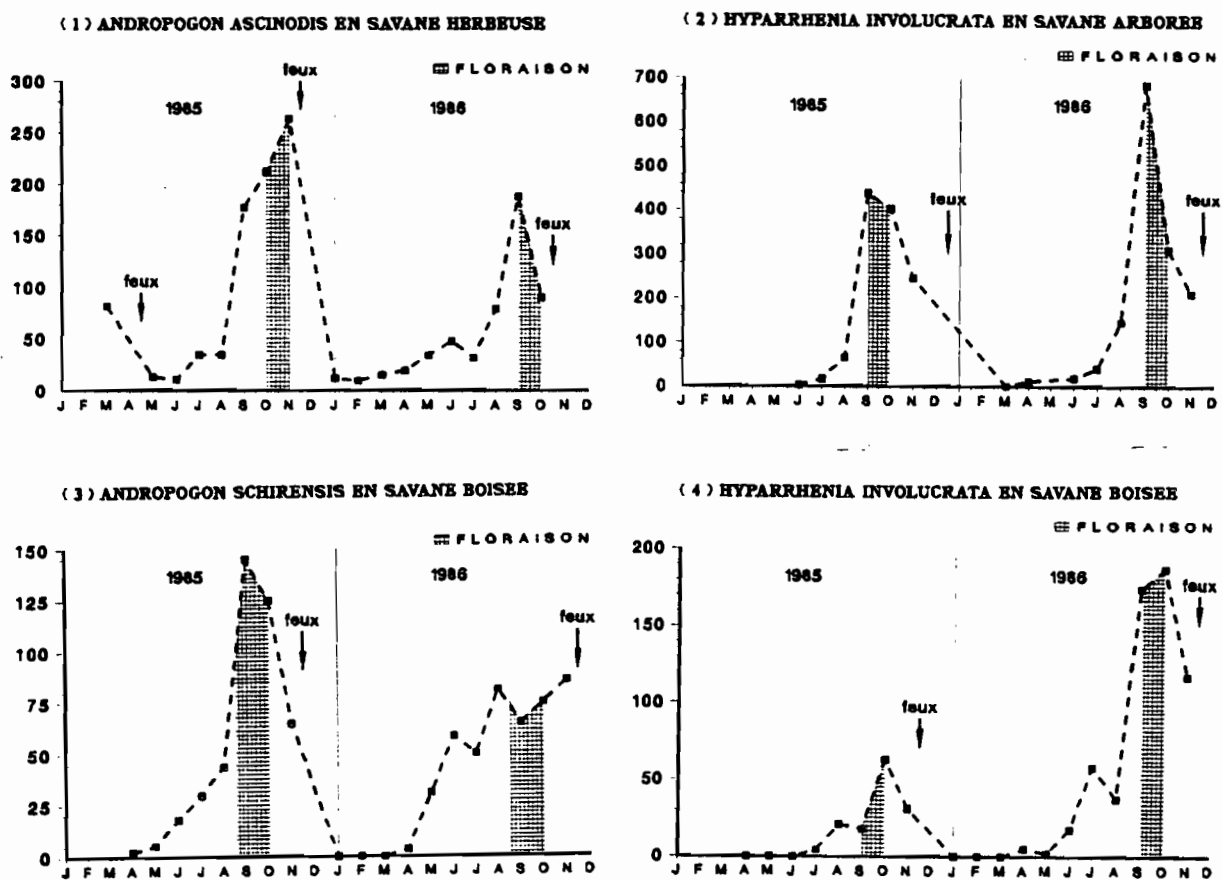 (1) ANDROPOGON ASCINODIS EN SAVANE HERBEUSE
FLORAISON
feux
1985
1986
300
250
200
150
100
50
0
feux
feux
J F M A M J J A S O N D J F M A M J J A S O N D
(2) HYPARRHENIA INVOLUCRATA EN SAVANE ARBOREE
FLORAISON
1985
1986
700
600
500
400
300
200
100
0
feux
feux
J F M A M J J A S O N D J F M A M J J A S O N D
(3) ANDROPOGON SCHIRENSIS EN SAVANE BOISEE
FLORAISON
1985
1986
150
125
100
75
50
25
0
feux
feux
J F M A M J J A S O N D J F M A M J J A S O N D
(4) HYPARRHENIA INVOLUCRATA EN SAVANE BOISEE
FLORAISON
1985
1986
200
150
100
50
0
feux
feux
J F M A M J J A S O N D J F M A M J J A S O N D